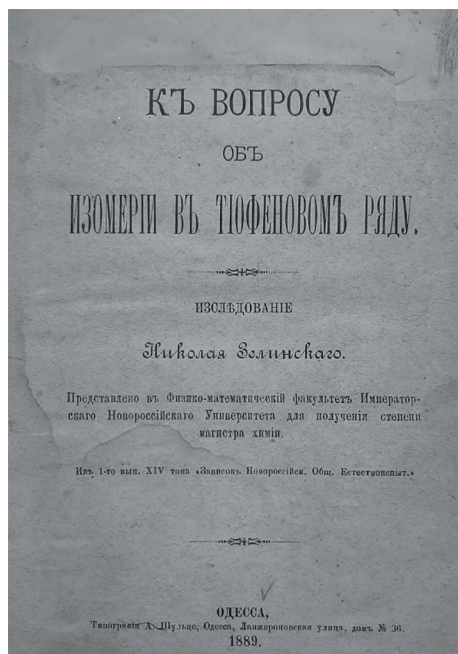 КЪ ВОПРОСУ
ОБЪ
ИЗОМЕРІИ ВЪ ТІОФЕНОВОМЪ РЯДУ.
ИЗСЛѢДОВАНІЕ
Николая Зелинскаго.
Представлено въ Физико-математическій факультетъ Император-
скаго Новороссійскаго Университета для полученія степени
магистра химіи.
Изъ 1-го вып. XIV тома «Записокъ Новороссійск. Общ. Естествоиспыт.»
ОДЕССА,
Типографія А. Шульце, Одесса, Ланжероновская улица, домъ № 36.
1889.